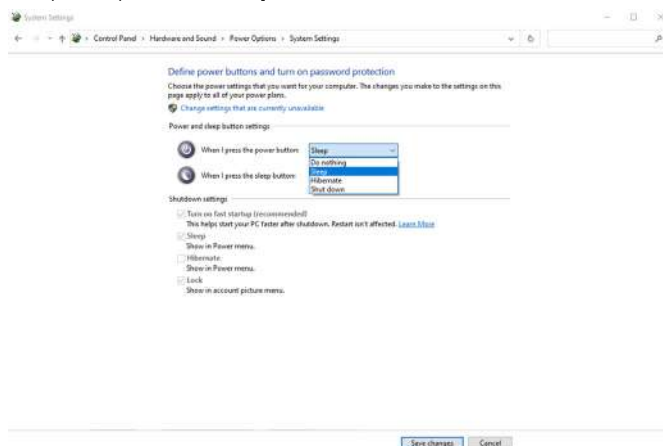 System Settings
Control Panel > Hardware and Sound > Power Options > System Settings
Define power buttons and turn on password protection
Choose the power settings that you want for your computer. The changes you make to the settings on this
page apply to all of your power plans.
Change settings that are currently unavailable
Power and sleep button settings
When I press the power button: Sleep
Do nothing
Sleep
Hibernate
Shut down
When I press the sleep button:
Shutdown settings
Turn on fast startup (recommended)
This helps start your PC faster after shutdown. Restart isn't affected. Learn More
Sleep
Show in Power menu.
Hibernate
Show in Power menu.
Lock
Show in account picture menu.
Save changes Cancel